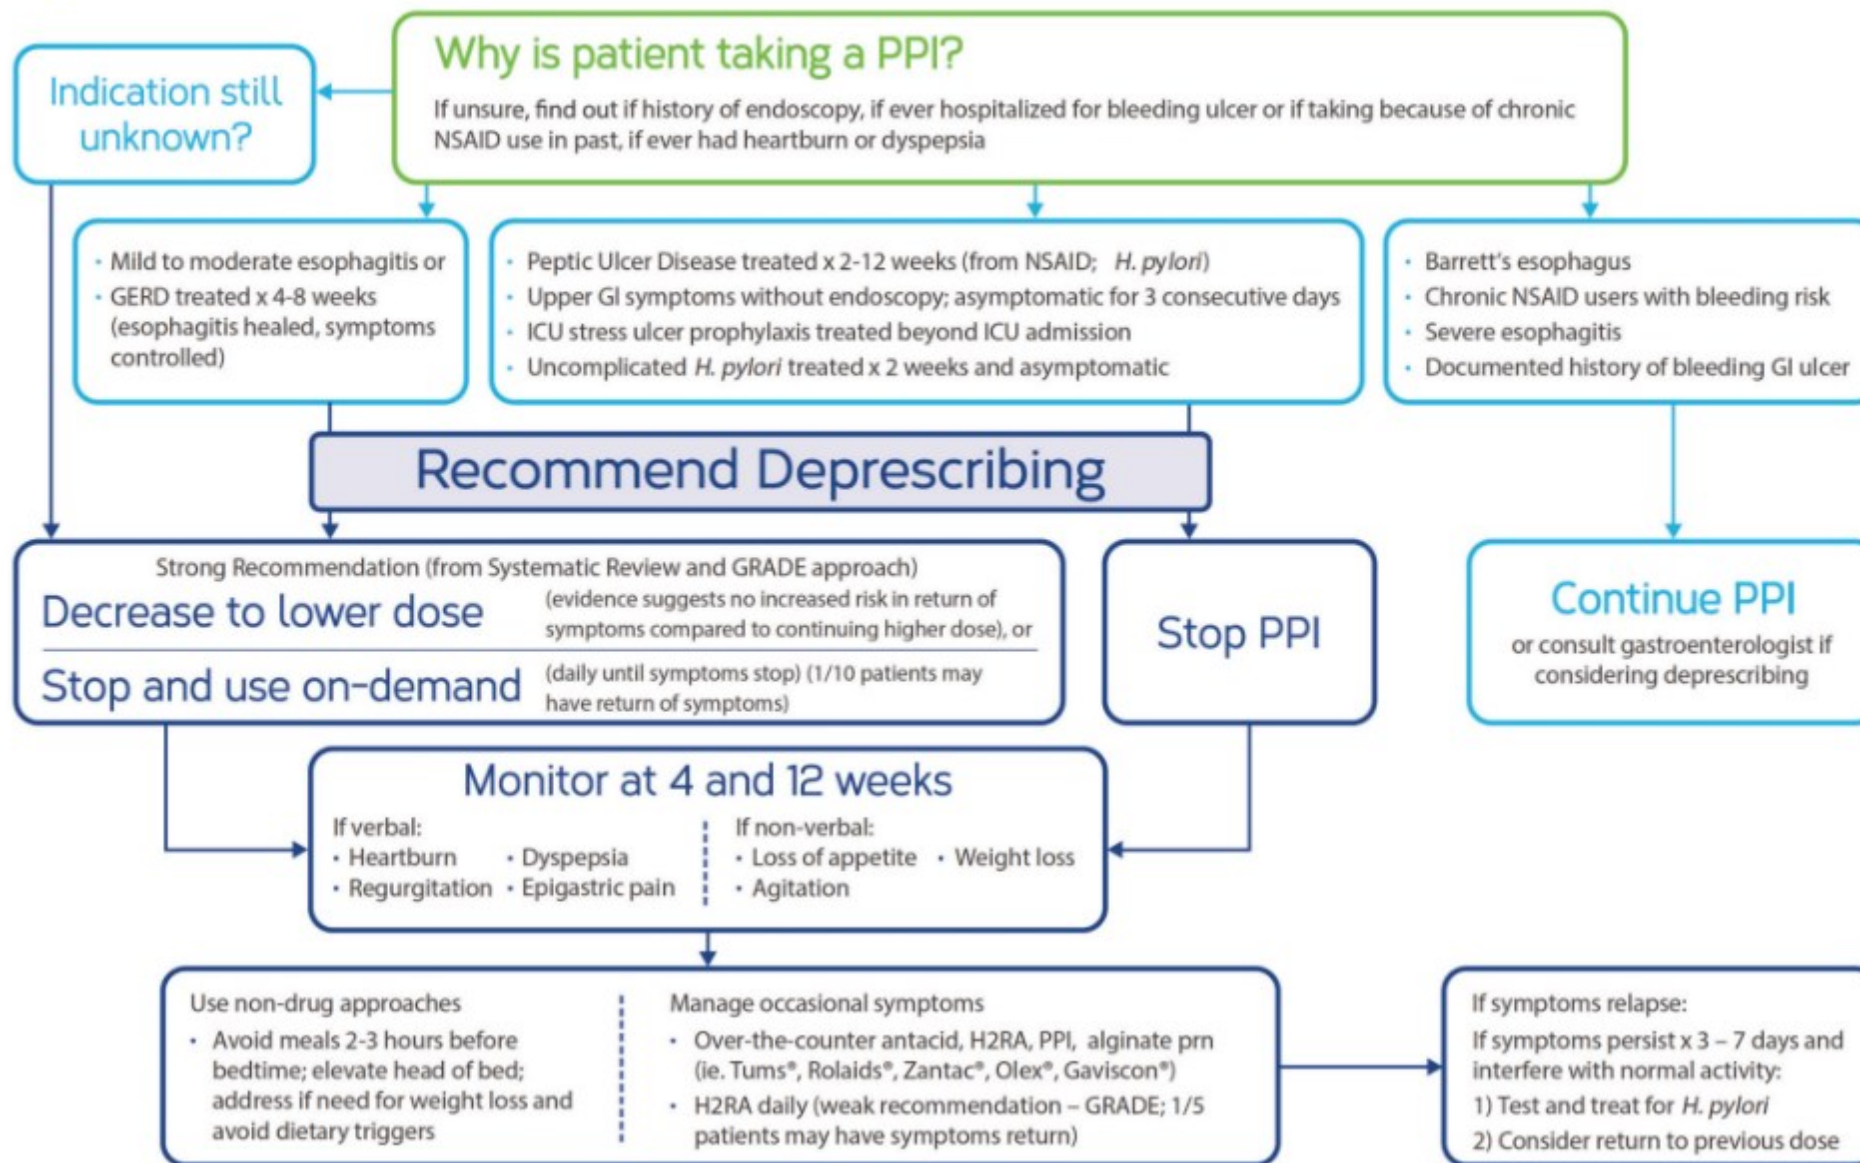 Why is patient taking a PPI?
If unsure, find out if history of endoscopy, if ever hospitalized for bleeding ulcer or if taking because of chronic
NSAID use in past, if ever had heartburn or dyspepsia
Indication still
unknown?
• Mild to moderate esophagitis or
• GERD treated x 4-8 weeks
(esophagitis healed, symptoms
controlled)
• Peptic Ulcer Disease treated x 2-12 weeks (from NSAID; H. pylori)
• Upper GI symptoms without endoscopy; asymptomatic for 3 consecutive days
• ICU stress ulcer prophylaxis treated beyond ICU admission
• Uncomplicated H. pylori treated x 2 weeks and asymptomatic
• Barrett's esophagus
• Chronic NSAID users with bleeding risk
• Severe esophagitis
• Documented history of bleeding GI ulcer
Recommend Deprescribing
Strong Recommendation (from Systematic Review and GRADE approach)
Decrease to lower dose
(evidence suggests no increased risk in return of
symptoms compared to continuing higher dose), or
Stop and use on-demand
(daily until symptoms stop) (1/10 patients may
have return of symptoms)
Stop PPI
Continue PPI
or consult gastroenterologist if
considering deprescribing
Monitor at 4 and 12 weeks
If verbal:
• Heartburn • Dyspepsia
• Regurgitation • Epigastric pain
If non-verbal:
• Loss of appetite • Weight loss
• Agitation
Use non-drug approaches
• Avoid meals 2-3 hours before
bedtime; elevate head of bed;
address if need for weight loss and
avoid dietary triggers
Manage occasional symptoms
• Over-the-counter antacid, H2RA, PPI, alginate prn
(ie. Tums®, Rolaids®, Zantac®, Olex®, Gaviscon®)
• H2RA daily (weak recommendation – GRADE; 1/5
patients may have symptoms return)
If symptoms relapse:
If symptoms persist x 3 – 7 days and
interfere with normal activity:
1) Test and treat for H. pylori
2) Consider return to previous dose